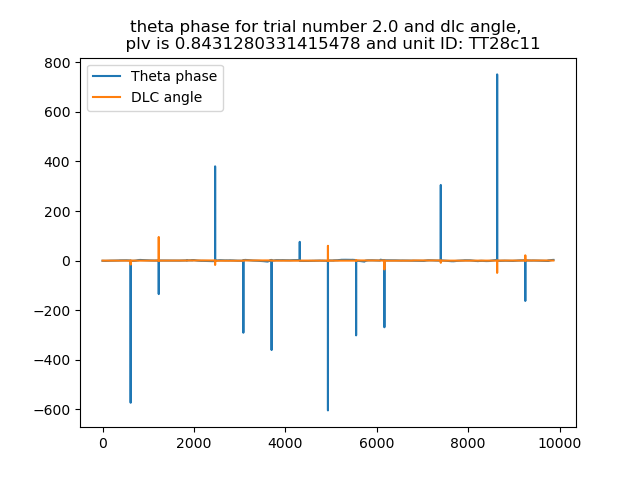 theta phase for trial number 2.0 and dlc angle,
plv is 0.8431280331415478 and unit ID: TT28c11
Theta phase
DLC angle
800
600
400
200
0
−200
−400
−600
0 2000 4000 6000 8000 10000